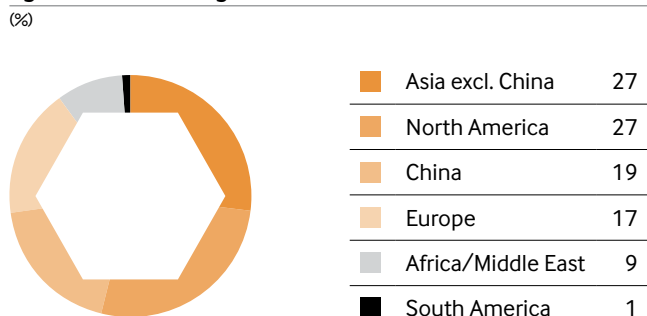 (%)
Asia excl. China 27
North America 27
China 19
Europe 17
Africa/Middle East 9
South America 1